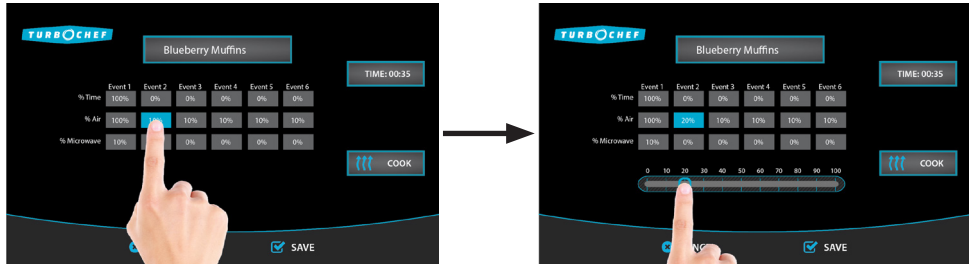 TURBOCHEF
Blueberry Muffins
TIME: 00:35
Event 1 Event 2 Event 3 Event 4 Event 5 Event 6
% Time 100% 0% 0% 0% 0% 0%
% Air 100% 10% 10% 10% 10%
% Microwave 10% 0% 0% 0% 0%
COOK
SAVE
TURBOCHEF
Blueberry Muffins
TIME: 00:35
Event 1 Event 2 Event 3 Event 4 Event 5 Event 6
% Time 100% 0% 0% 0% 0% 0%
% Air 100% 20% 10% 10% 10% 10%
% Microwave 10% 0% 0% 0% 0% 0%
COOK
0 10 20 30 40 50 60 70 80 90 100
SAVE